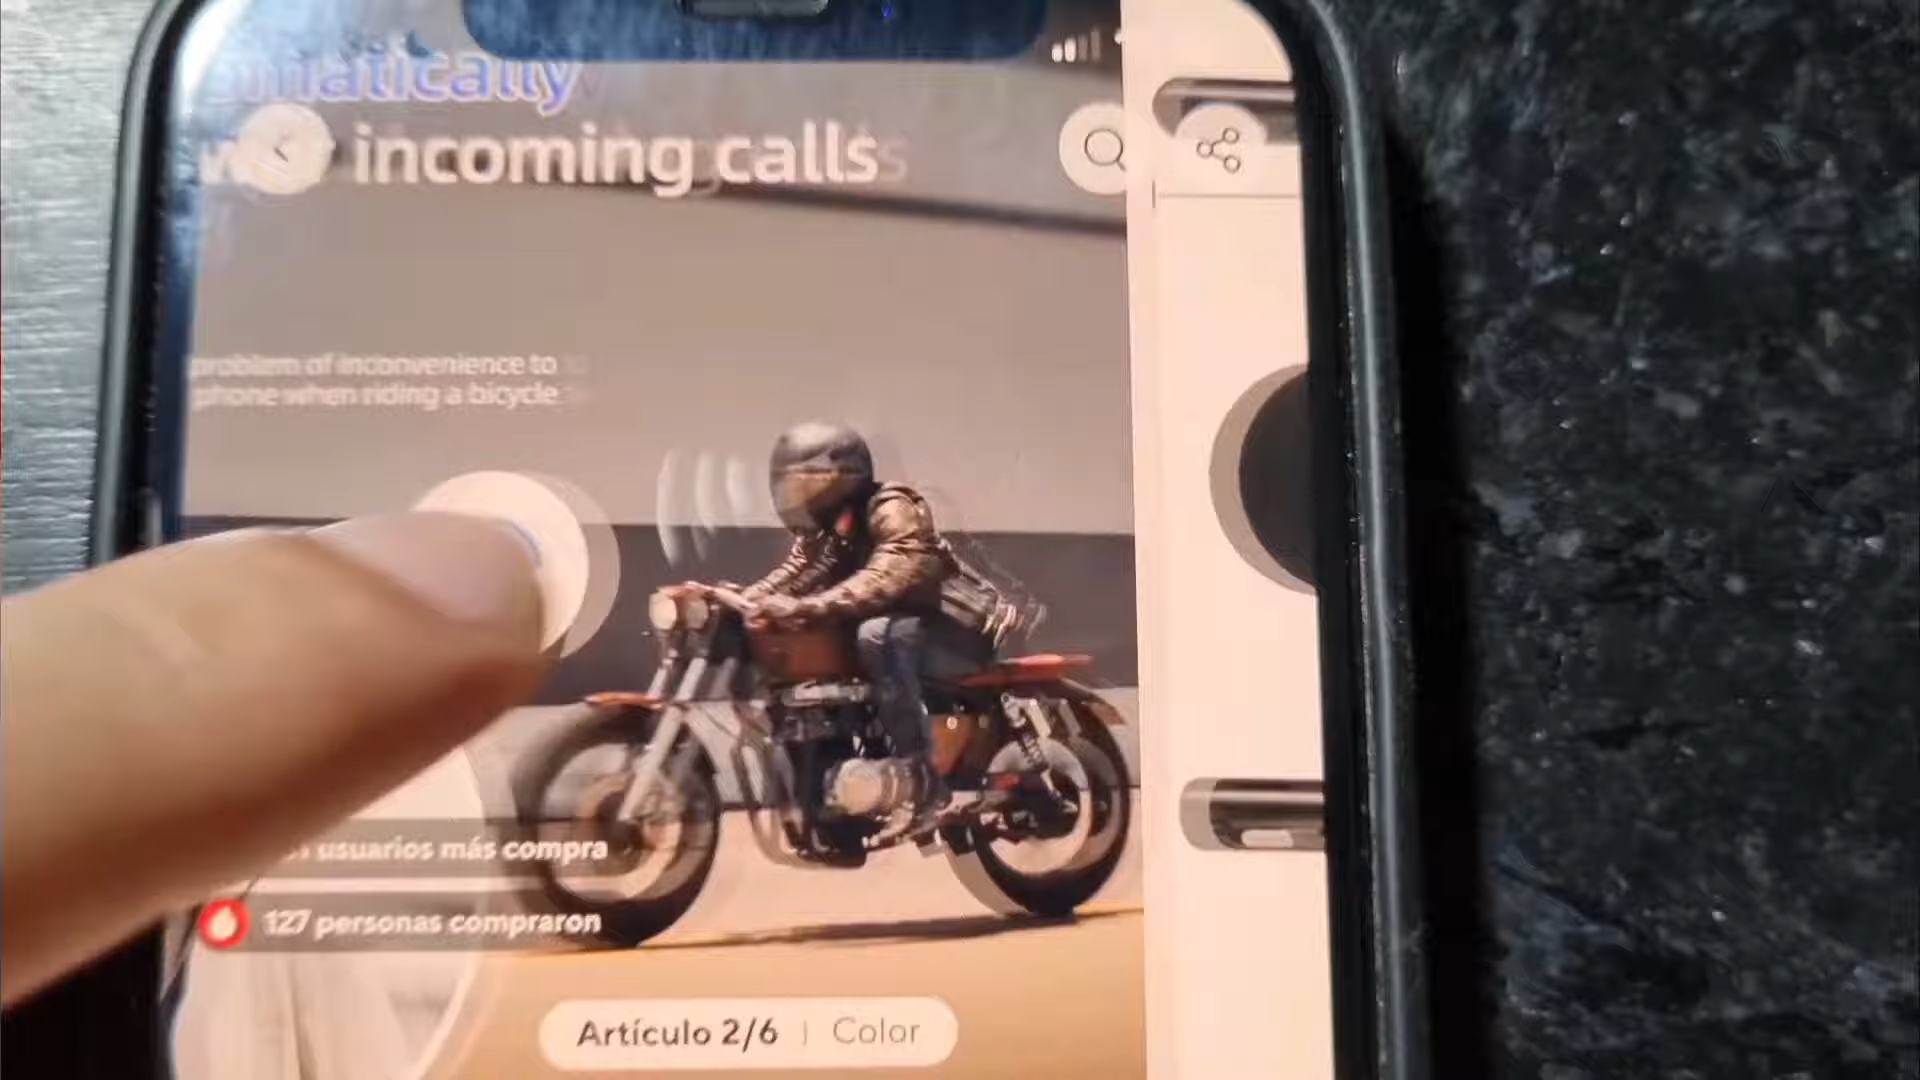 matically
incoming calls
problem of inconvenience to
phone when riding a bicycle
usuarios más compra
127 personas compraron
Artículo 2/6 | Color